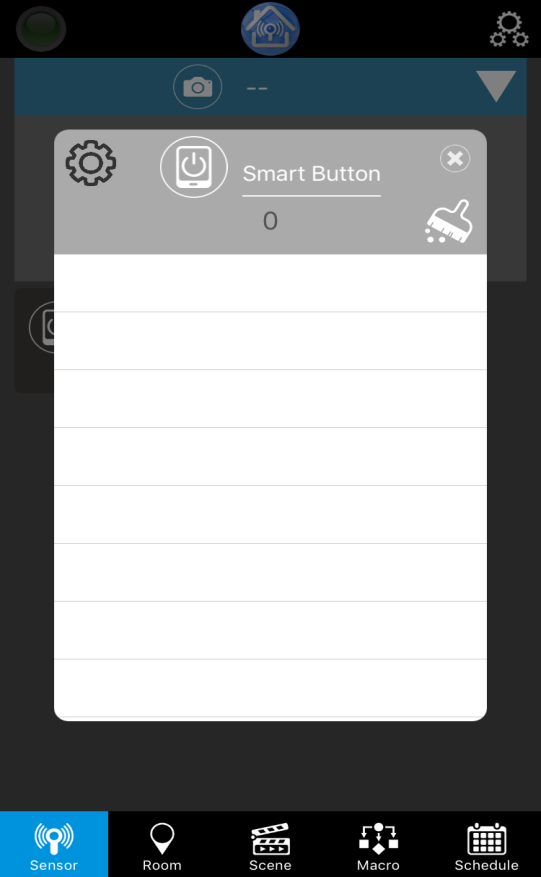 --
Smart Button
0
Sensor
Room
Scene
Macro
Schedule